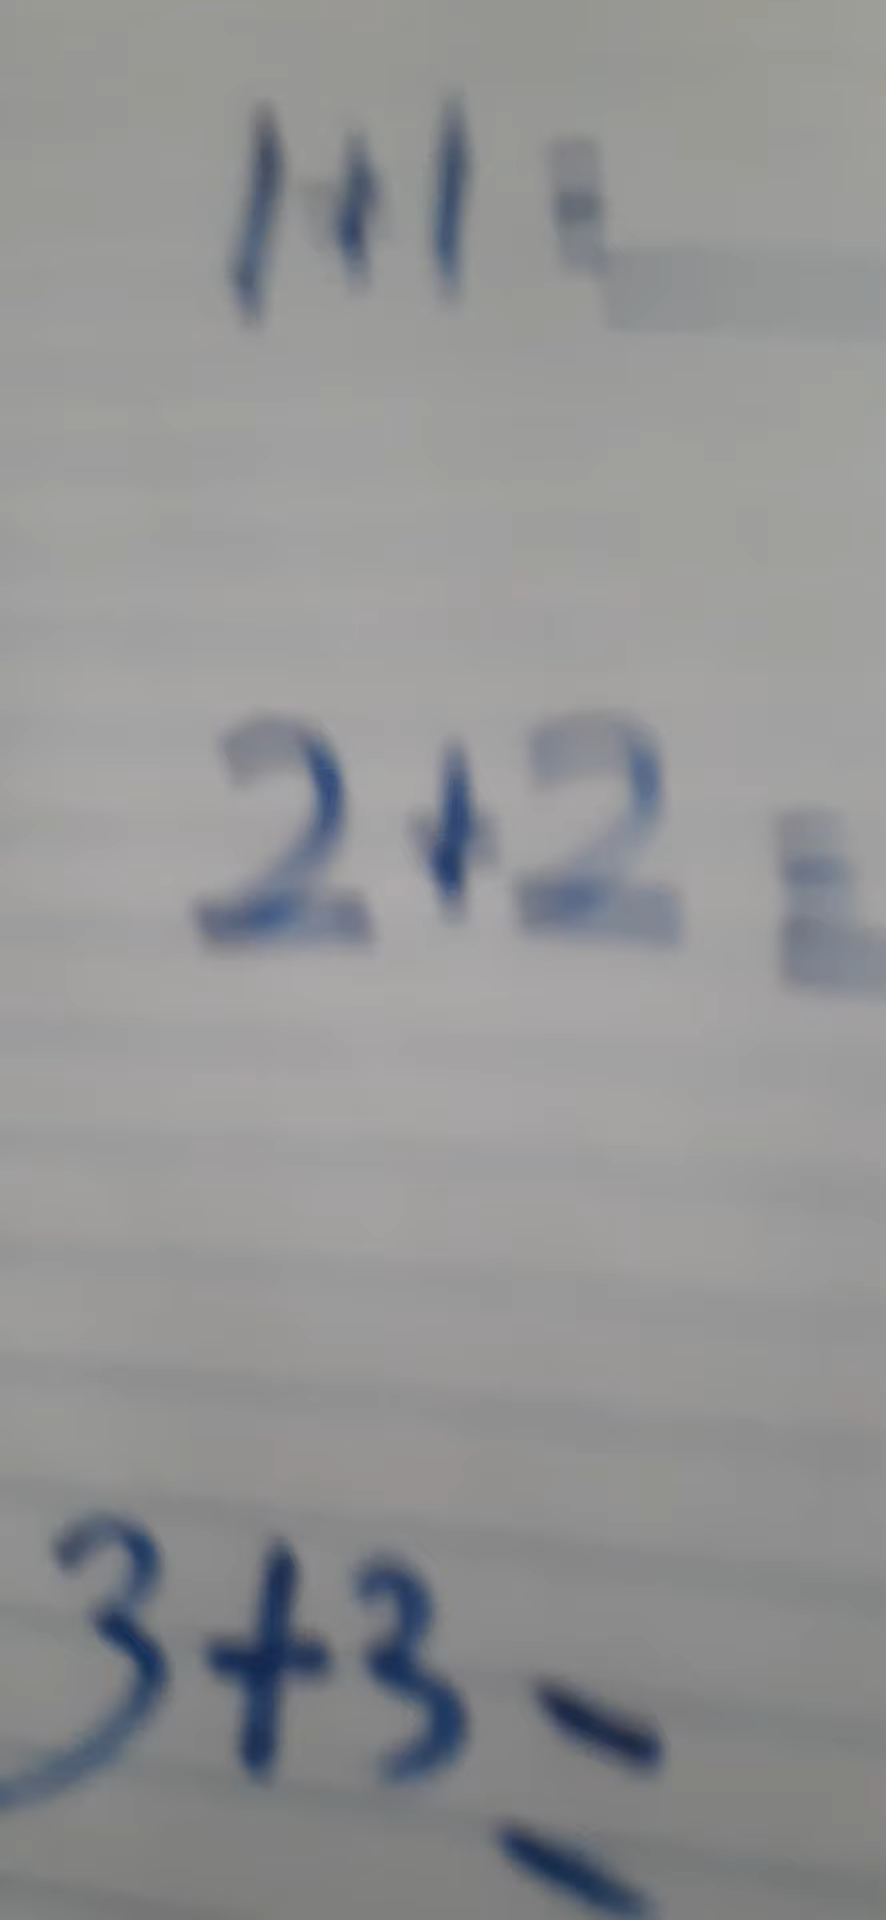 1+1=
2+2=
3+3=